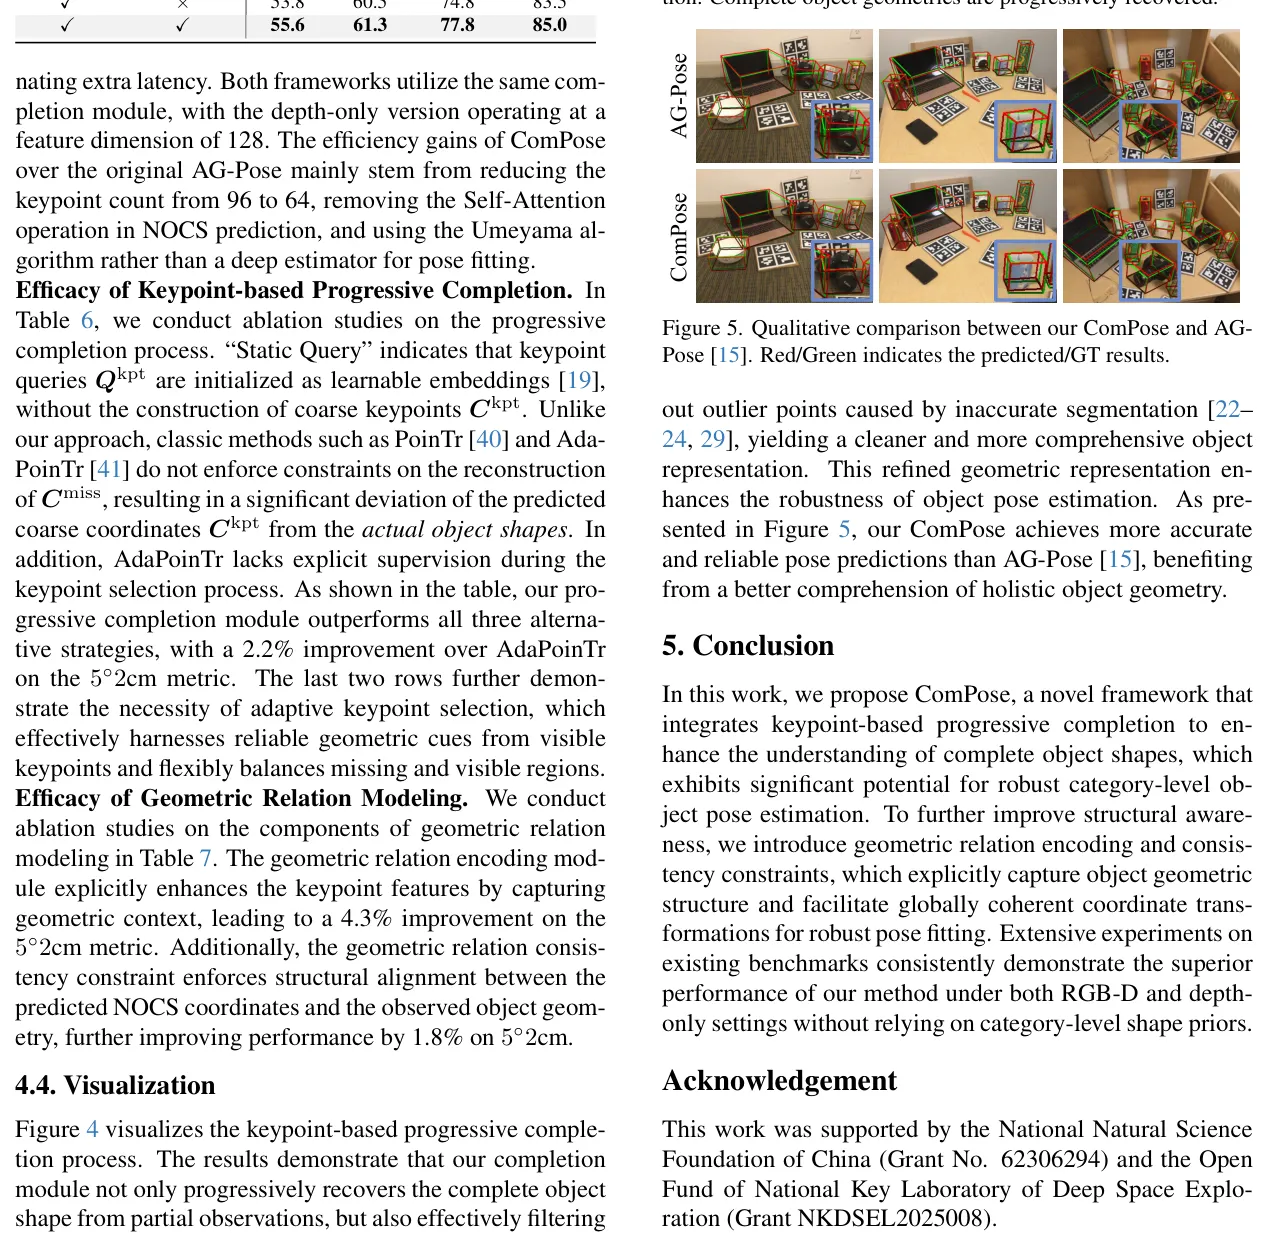 ✓ × 53.8 60.5 74.8 83.5
✓ ✓ 55.6 61.3 77.8 85.0
nating extra latency. Both frameworks utilize the same com-
pletion module, with the depth-only version operating at a
feature dimension of 128. The efficiency gains of ComPose
over the original AG-Pose mainly stem from reducing the
keypoint count from 96 to 64, removing the Self-Attention
operation in NOCS prediction, and using the Umeyama al-
gorithm rather than a deep estimator for pose fitting.
Efficacy of Keypoint-based Progressive Completion. In
Table 6, we conduct ablation studies on the progressive
completion process. “Static Query” indicates that keypoint
queries Q^kpt are initialized as learnable embeddings [19],
without the construction of coarse keypoints C^kpt. Unlike
our approach, classic methods such as PoinTr [40] and Ada-
PoinTr [41] do not enforce constraints on the reconstruction
of C^miss, resulting in a significant deviation of the predicted
coarse coordinates C^kpt from the actual object shapes. In
addition, AdaPoinTr lacks explicit supervision during the
keypoint selection process. As shown in the table, our pro-
gressive completion module outperforms all three alterna-
tive strategies, with a 2.2% improvement over AdaPoinTr
on the 5°2cm metric. The last two rows further demon-
strate the necessity of adaptive keypoint selection, which
effectively harnesses reliable geometric cues from visible
keypoints and flexibly balances missing and visible regions.
Efficacy of Geometric Relation Modeling. We conduct
ablation studies on the components of geometric relation
modeling in Table 7. The geometric relation encoding mod-
ule explicitly enhances the keypoint features by capturing
geometric context, leading to a 4.3% improvement on the
5°2cm metric. Additionally, the geometric relation consis-
tency constraint enforces structural alignment between the
predicted NOCS coordinates and the observed object geom-
etry, further improving performance by 1.8% on 5°2cm.
4.4. Visualization
Figure 4 visualizes the keypoint-based progressive comple-
tion process. The results demonstrate that our completion
module not only progressively recovers the complete object
shape from partial observations, but also effectively filtering
tion. Complete object geometries are progressively recovered.
AG-Pose
ComPose
Figure 5. Qualitative comparison between our ComPose and AG-
Pose [15]. Red/Green indicates the predicted/GT results.
out outlier points caused by inaccurate segmentation [22–
24, 29], yielding a cleaner and more comprehensive object
representation. This refined geometric representation en-
hances the robustness of object pose estimation. As pre-
sented in Figure 5, our ComPose achieves more accurate
and reliable pose predictions than AG-Pose [15], benefiting
from a better comprehension of holistic object geometry.
5. Conclusion
In this work, we propose ComPose, a novel framework that
integrates keypoint-based progressive completion to en-
hance the understanding of complete object shapes, which
exhibits significant potential for robust category-level ob-
ject pose estimation. To further improve structural aware-
ness, we introduce geometric relation encoding and consis-
tency constraints, which explicitly capture object geometric
structure and facilitate globally coherent coordinate trans-
formations for robust pose fitting. Extensive experiments on
existing benchmarks consistently demonstrate the superior
performance of our method under both RGB-D and depth-
only settings without relying on category-level shape priors.
Acknowledgement
This work was supported by the National Natural Science
Foundation of China (Grant No. 62306294) and the Open
Fund of National Key Laboratory of Deep Space Explo-
ration (Grant NKDSEL2025008).